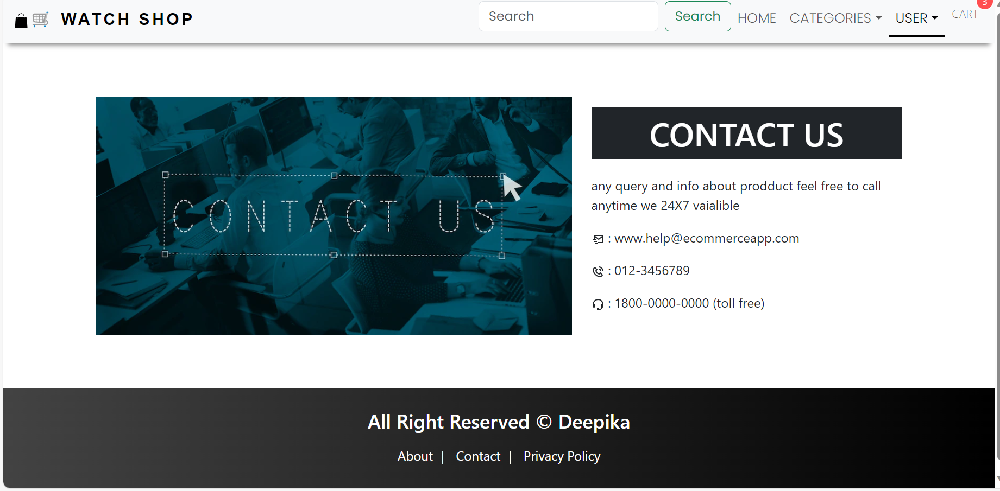 WATCH SHOP
Search
Search
HOME
CATEGORIES
USER
CART
3
CONTACT US
CONTACT US
any query and info about prodduct feel free to call
anytime we 24X7 vaialible
: www.help@ecommerceapp.com
: 012-3456789
: 1800-0000-0000 (toll free)
All Right Reserved © Deepika
About | Contact | Privacy Policy